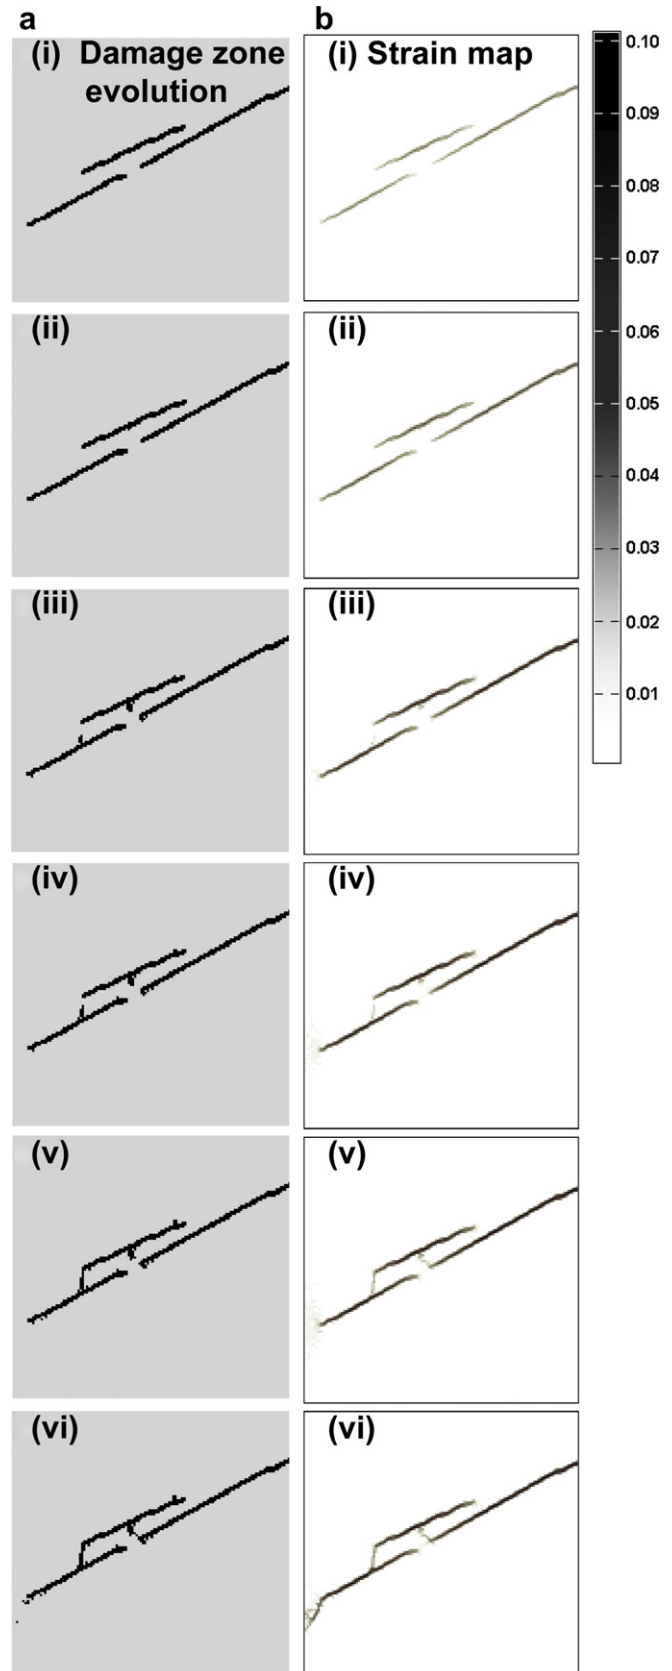 a
b
(i) Damage zone
evolution
(i) Strain map
0.10
0.09
0.08
0.07
0.06
0.05
0.04
0.03
0.02
0.01
(ii)
(ii)
(iii)
(iii)
(iv)
(iv)
(v)
(v)
(vi)
(vi)